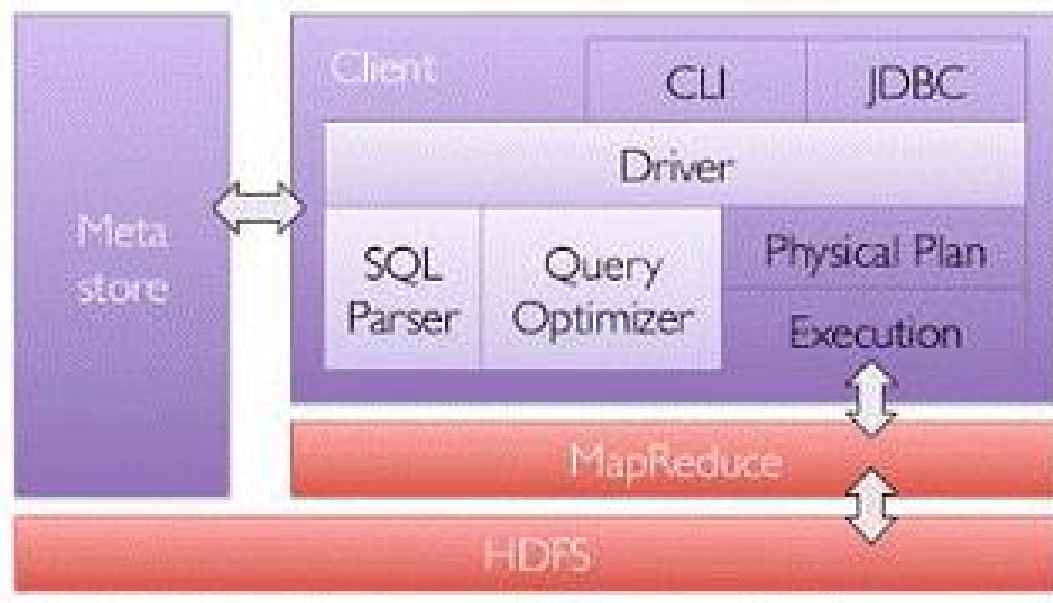 Client
CLI
JDBC
Driver
Meta
store
SQL
Parser
Query
Optimizer
Physical Plan
Execution
MapReduce
HDFS